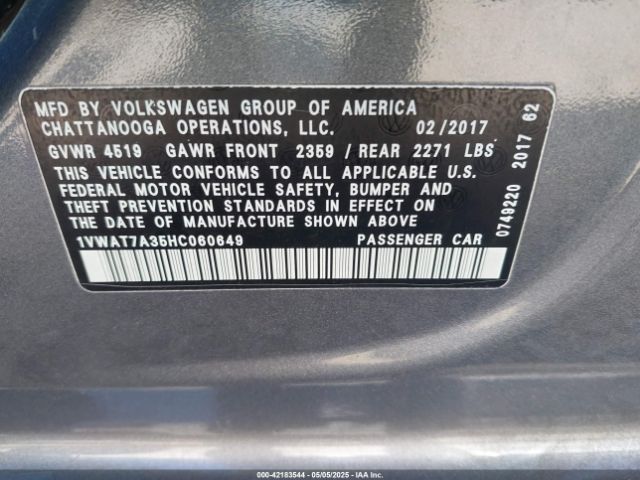 MFD BY VOLKSWAGEN GROUP OF AMERICA
CHATTANOOGA OPERATIONS, LLC. 02/2017
GVWR 4519 GAWR FRONT 2359 / REAR 2271 LBS
THIS VEHICLE CONFORMS TO ALL APPLICABLE U.S.
FEDERAL MOTOR VEHICLE SAFETY, BUMPER AND
THEFT PREVENTION STANDARDS IN EFFECT ON
THE DATE OF MANUFACTURE SHOWN ABOVE
1VWAT7A35HC060649 PASSENGER CAR
0749220 2017 62
000-42183544 - 05/05/2025 - IAA, Inc.